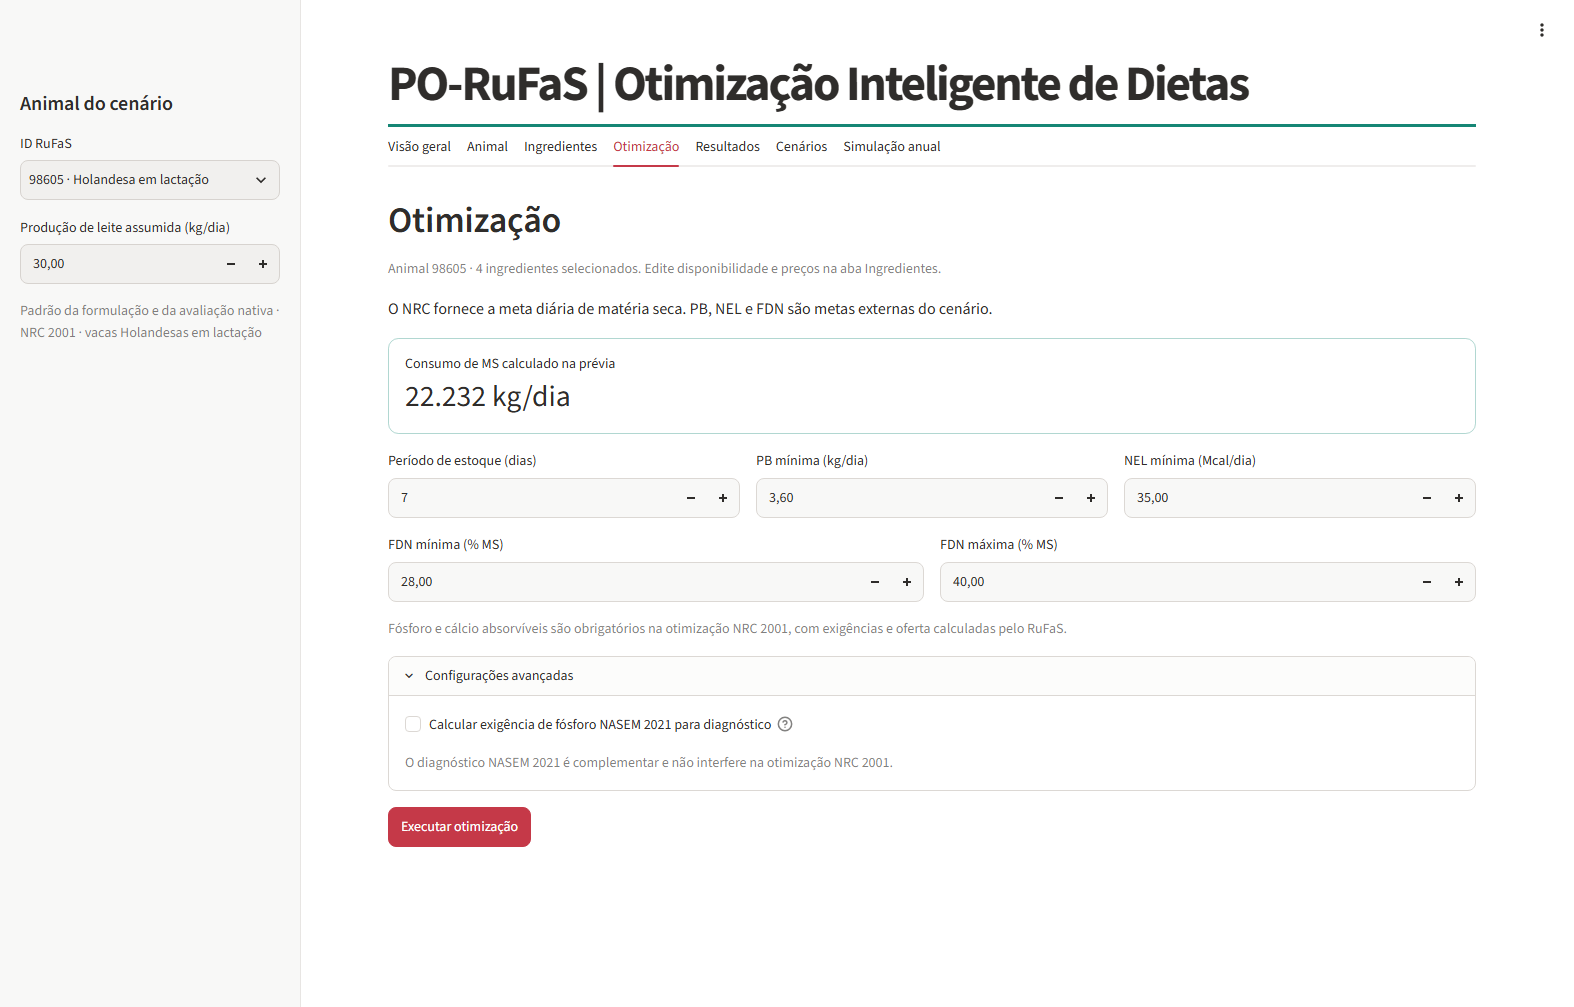 Animal do cenário
ID RuFaS
98605 · Holandesa em lactação
Produção de leite assumida (kg/dia)
30,00
Padrão da formulação e da avaliação nativa ·
NRC 2001 · vacas Holandesas em lactação
PO-RuFaS | Otimização Inteligente de Dietas
Visão geral Animal Ingredientes Otimização Resultados Cenários Simulação anual
Otimização
Animal 98605 · 4 ingredientes selecionados. Edite disponibilidade e preços na aba Ingredientes.
O NRC fornece a meta diária de matéria seca. PB, NEL e FDN são metas externas do cenário.
Consumo de MS calculado na prévia
22.232 kg/dia
Período de estoque (dias) PB mínima (kg/dia) NEL mínima (Mcal/dia)
7 3,60 35,00
FDN mínima (% MS) FDN máxima (% MS)
28,00 40,00
Fósforo e cálcio absorvíveis são obrigatórios na otimização NRC 2001, com exigências e oferta calculadas pelo RuFaS.
Configurações avançadas
Calcular exigência de fósforo NASEM 2021 para diagnóstico
O diagnóstico NASEM 2021 é complementar e não interfere na otimização NRC 2001.
Executar otimização